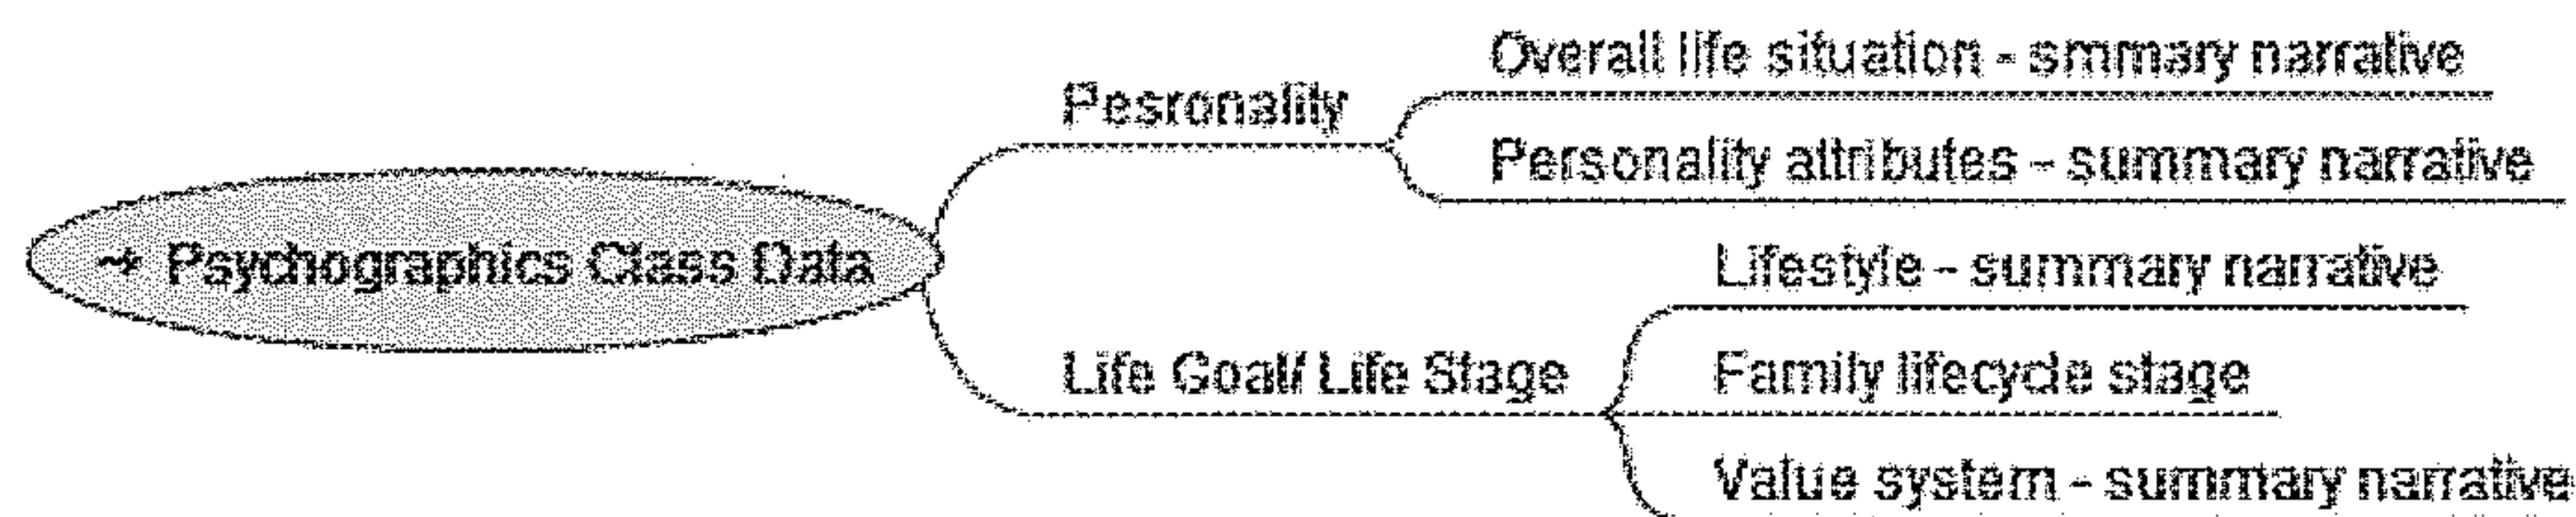 Psychographics Class Data
Pesronality
Overall life situation - smmary narrative
Personality attributes - summary narrative
Life Goal/ Life Stage
Lifestyle - summary narrative
Family lifecycle stage
Value system - summary narrative